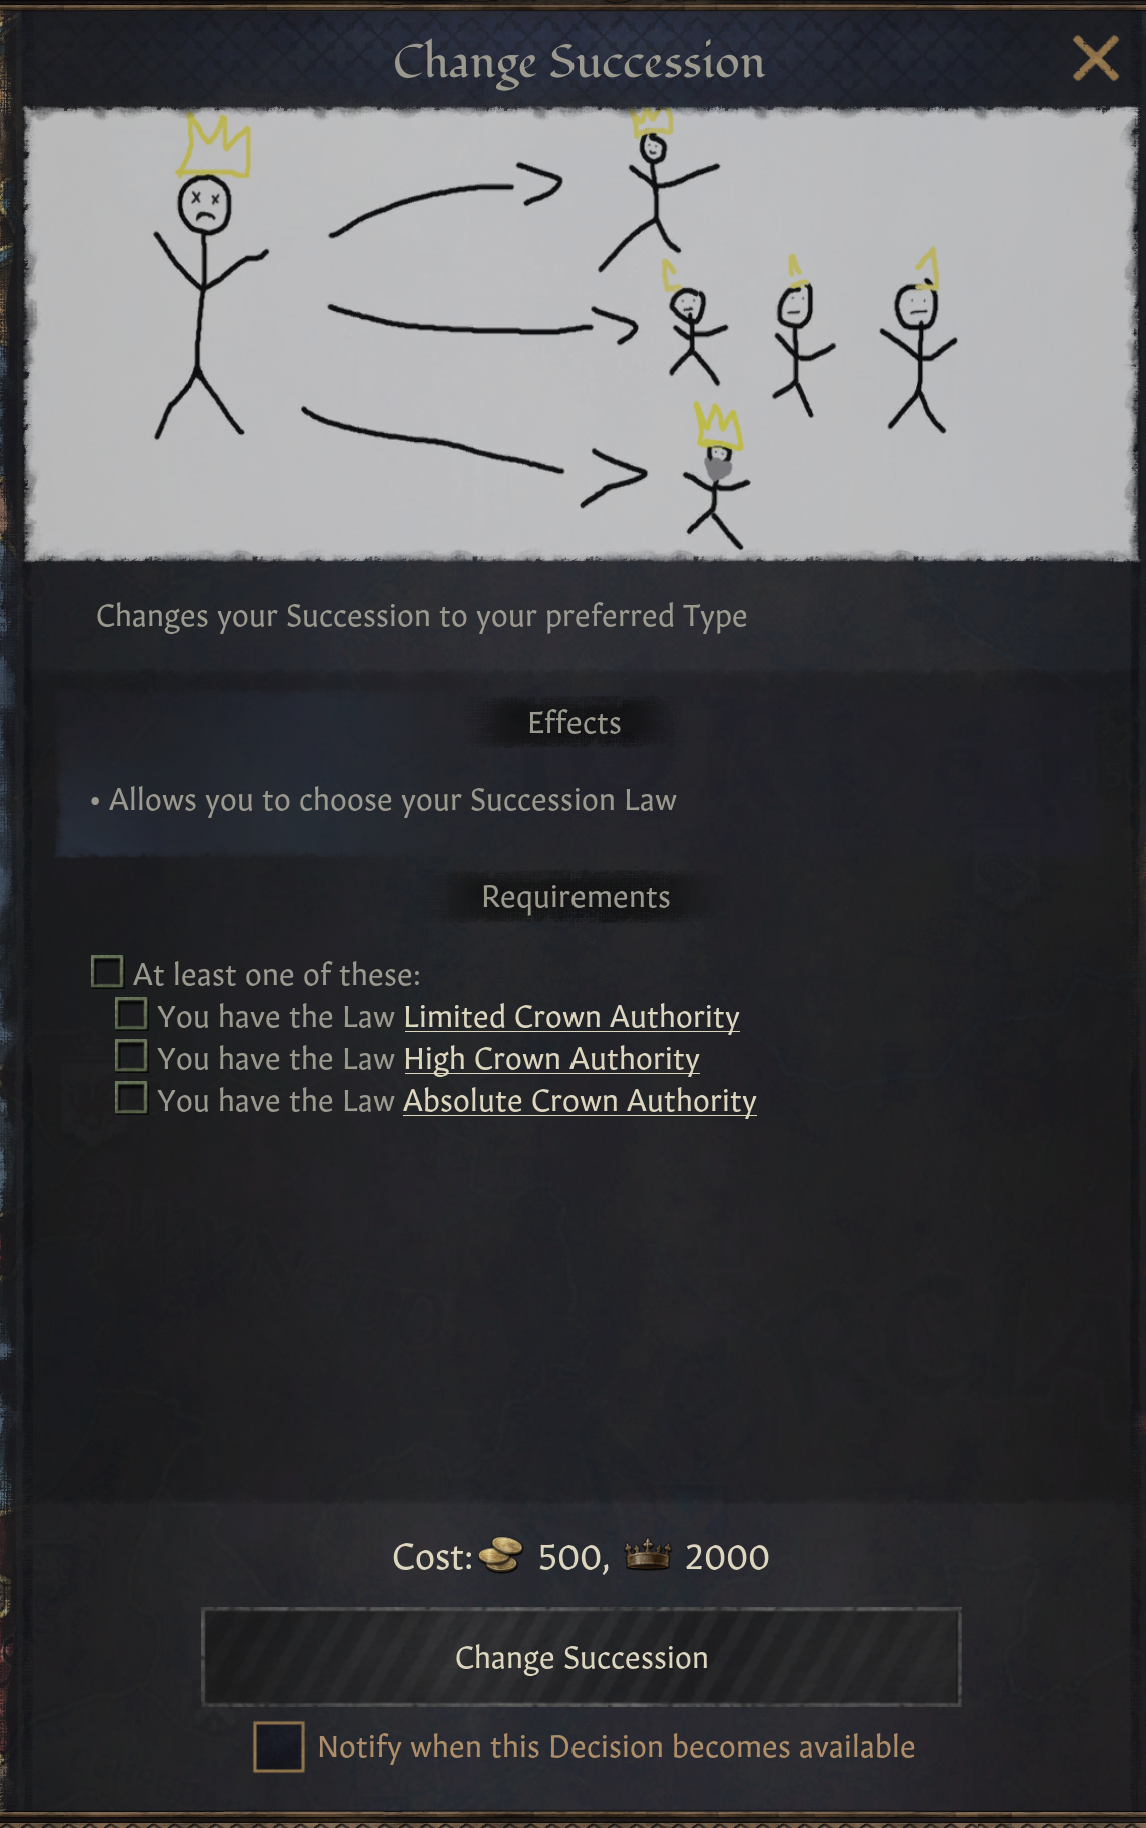 Change Succession
Changes your Succession to your preferred Type
Effects
• Allows you to choose your Succession Law
Requirements
At least one of these:
You have the Law Limited Crown Authority
You have the Law High Crown Authority
You have the Law Absolute Crown Authority
Cost: 500, 2000
Change Succession
Notify when this Decision becomes available